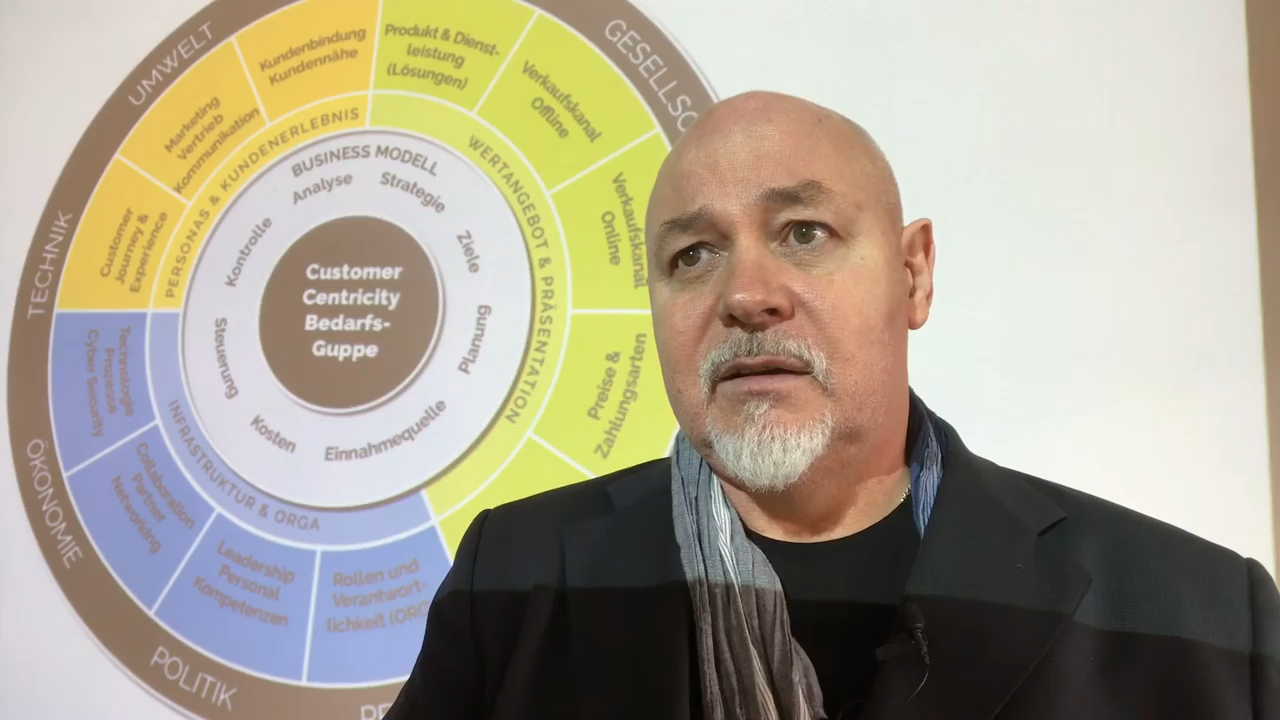 UMWELT
TECHNIK
ÖKONOMIE
POLITIK
Kundenbindung
Kundennähe
Produkt & Dienst-
leistung
(Lösungen)
Verkaufskanal
Offline
Verkaufskanal
Online
Preise &
Zahlungsarten
Marketing
Vertrieb
Kommunikation
Customer
Journey &
Experience
Technologie
Prozesse
Cyber Security
Collaboration
Partner
Networking
Leadership
Personal
Kompetenzen
Rollen und
Verantwort-
lichkeit
PERSONAS & KUNDENERLEBNIS
WERTANGEBOT & PRÄSENTATION
INFRASTRUKTUR & ORGA
BUSINESS MODELL
Analyse
Strategie
Ziele
Planung
Einnahmequelle
Kosten
Steuerung
Kontrolle
Customer
Centricity
Bedarfs-
Guppe